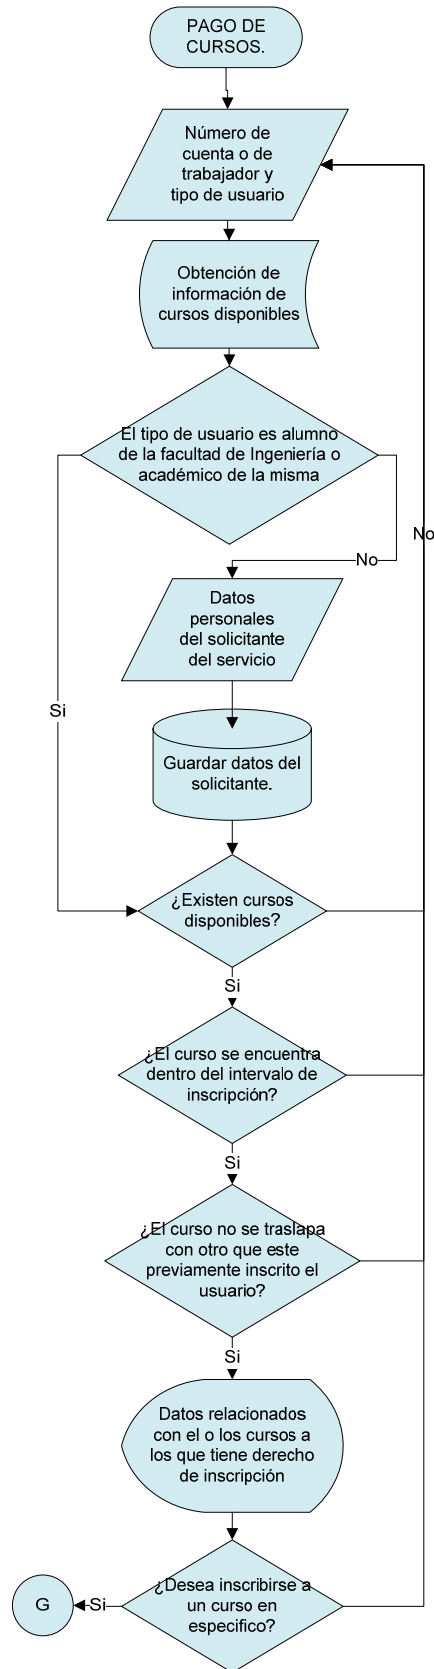 PAGO DE
CURSOS.
Número de
cuenta o de
trabajador y
tipo de usuario
Obtención de
información de
cursos disponibles
El tipo de usuario es alumno
de la facultad de Ingeniería o
académico de la misma
No
No
Datos
personales
del solicitante
del servicio
Si
Guardar datos del
solicitante.
¿Existen cursos
disponibles?
Si
¿El curso se encuentra
dentro del intervalo de
inscripción?
Si
¿El curso no se traslapa
con otro que este
previamente inscrito el
usuario?
Si
Datos relacionados
con el o los cursos a
los que tiene derecho
de inscripción
¿Desea inscribirse a
un curso en
especifico?
Si
G